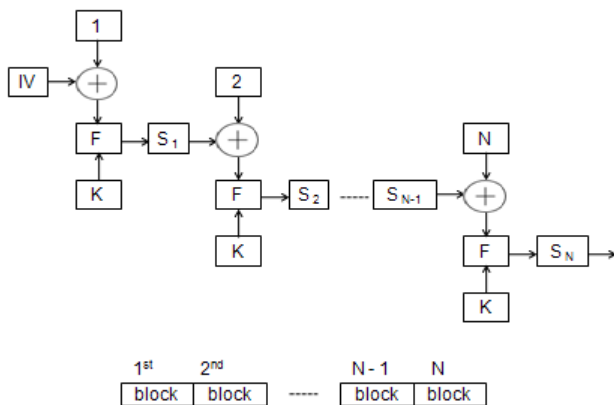 1
IV
2
F
S1
N
K
F
S2
-----
SN-1
K
F
SN
K
1st 2nd N - 1 N
block block ----- block block